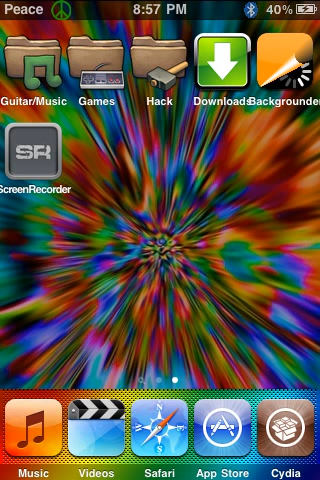 Peace 8:57 PM 40%
Guitar/Music Games Hack Downloads Backgrounder
SR
ScreenRecorder
Music Videos Safari App Store Cydia